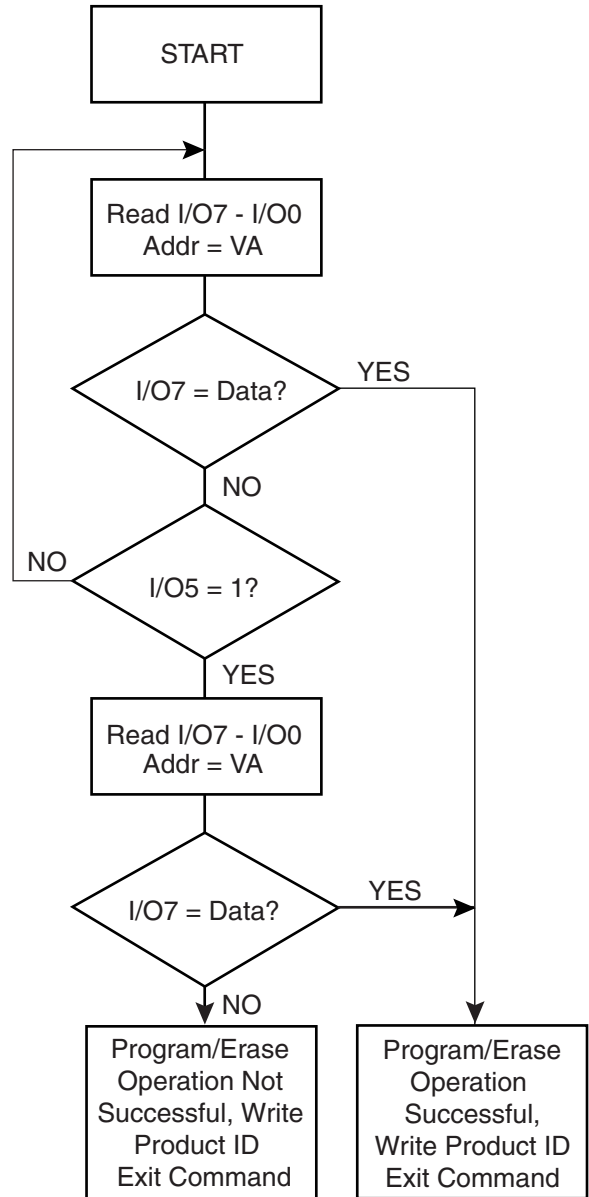 START
Read I/O7 - I/O0
Addr = VA
I/O7 = Data?
YES
NO
NO
I/O5 = 1?
YES
Read I/O7 - I/O0
Addr = VA
I/O7 = Data?
YES
NO
Program/Erase
Operation Not
Successful, Write
Product ID
Exit Command
Program/Erase
Operation
Successful,
Write Product ID
Exit Command